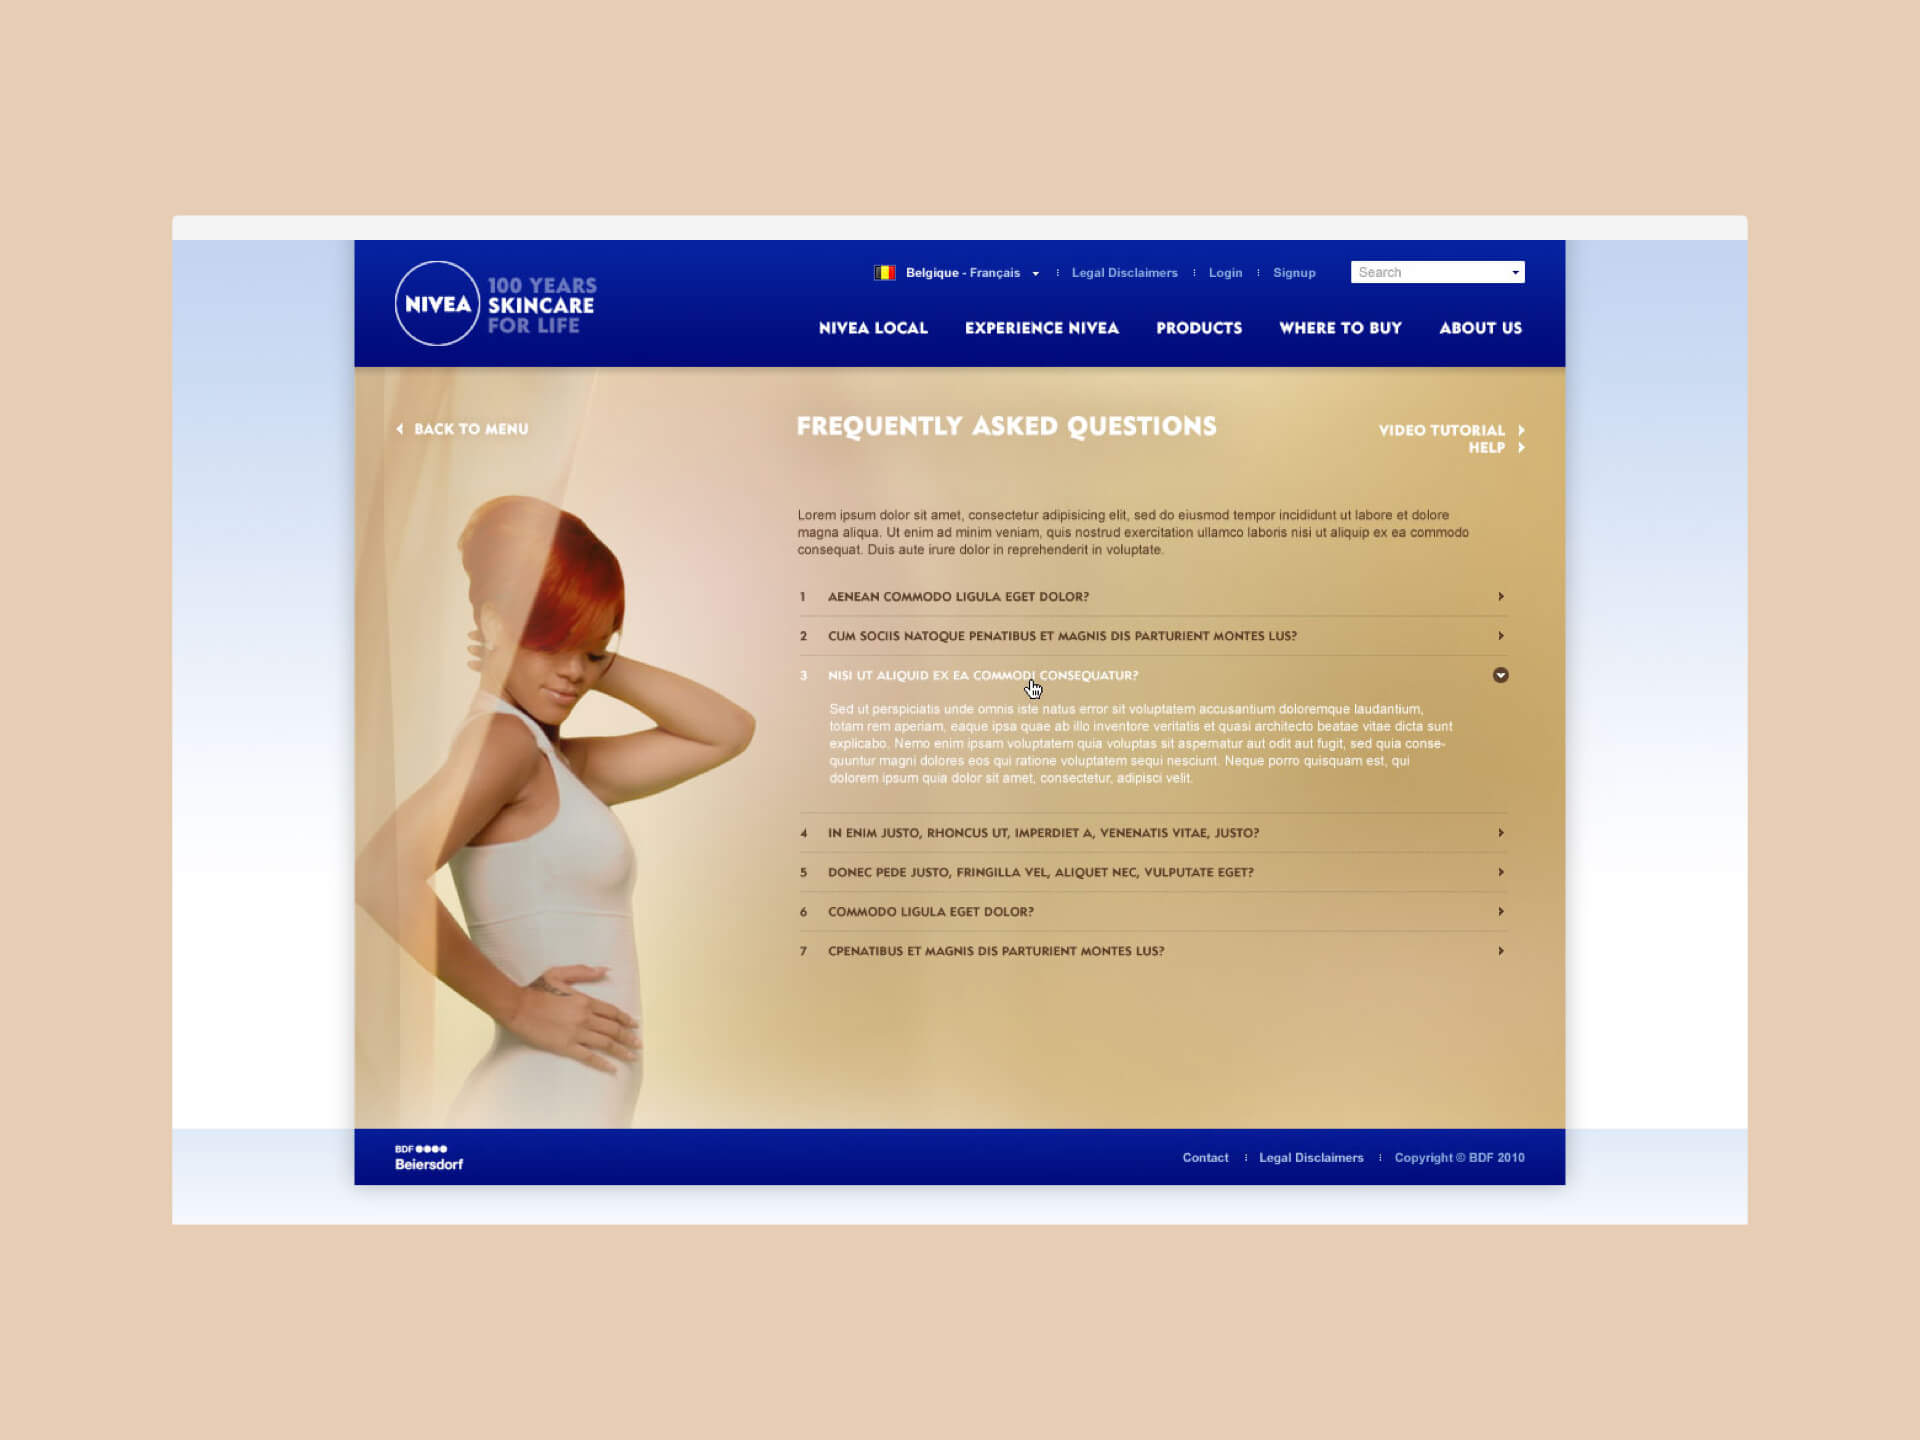 NIVEA
100 YEARS
SKINCARE
FOR LIFE
Belgique - Français
Legal Disclaimers
Login
Signup
Search
NIVEA LOCAL
EXPERIENCE NIVEA
PRODUCTS
WHERE TO BUY
ABOUT US
BACK TO MENU
FREQUENTLY ASKED QUESTIONS
VIDEO TUTORIAL
HELP
Lorem ipsum dolor sit amet, consectetur adipisicing elit, sed do eiusmod tempor incididunt ut labore et dolore
magna aliqua. Ut enim ad minim veniam, quis nostrud exercitation ullamco laboris nisi ut aliquip ex ea commodo
consequat. Duis aute irure dolor in reprehenderit in voluptate.
1 AENEAN COMMODO LIGULA EGET DOLOR?
2 CUM SOCIIS NATOQUE PENATIBUS ET MAGNIS DIS PARTURIENT MONTES LUS?
3 NISI UT ALIQUID EX EA COMMODI CONSEQUATUR?
Sed ut perspiciatis unde omnis iste natus error sit voluptatem accusantium doloremque laudantium,
totam rem aperiam, eaque ipsa quae ab illo inventore veritatis et quasi architecto beatae vitae dicta sunt
explicabo. Nemo enim ipsam voluptatem quia voluptas sit aspernatur aut odit aut fugit, sed quia conse-
quuntur magni dolores eos qui ratione voluptatem sequi nesciunt. Neque porro quisquam est, qui
dolorem ipsum quia dolor sit amet, consectetur, adipisci velit.
4 IN ENIM JUSTO, RHONCUS UT, IMPERDIET A, VENENATIS VITAE, JUSTO?
5 DONEC PEDE JUSTO, FRINGILLA VEL, ALIQUET NEC, VULPUTATE EGET?
6 COMMODO LIGULA EGET DOLOR?
7 CPENATIBUS ET MAGNIS DIS PARTURIENT MONTES LUS?
BDF
Beiersdorf
Contact
Legal Disclaimers
Copyright © BDF 2010